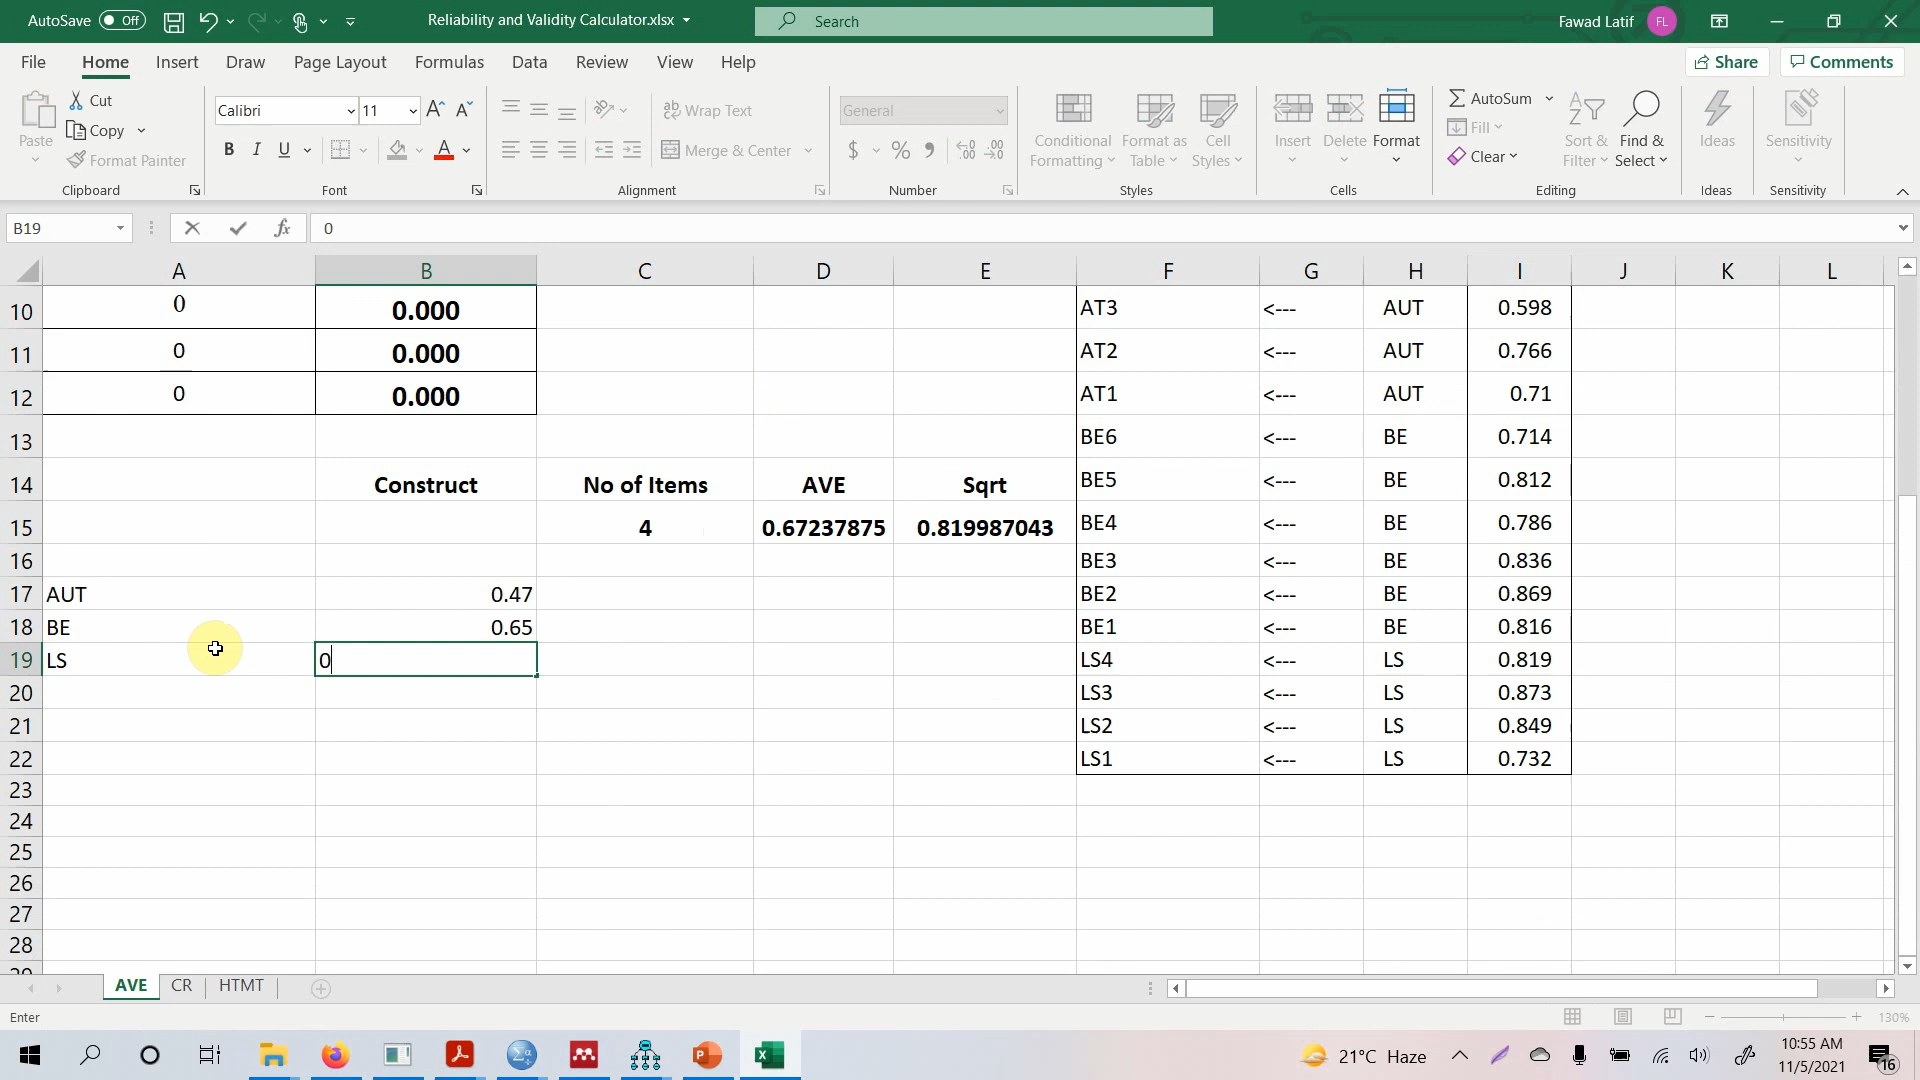 AutoSave Off
Reliability and Validity Calculator.xlsx
Search
Fawad Latif FL
File Home Insert Draw Page Layout Formulas Data Review View Help Share Comments
Paste
Cut
Copy
Format Painter
Clipboard
Calibri 11
B I U A
Font
Wrap Text
Merge & Center
Alignment
General
$ % 9
Number
Conditional Formatting
Format as Table
Cell Styles
Styles
Insert Delete Format
Cells
AutoSum
Fill
Clear
Sort & Filter
Find & Select
Editing
Ideas
Ideas
Sensitivity
Sensitivity
B19 fx 0
A B C D E F G H I J K L
10 0 0.000 AT3 <--- AUT 0.598
11 0 0.000 AT2 <--- AUT 0.766
12 0 0.000 AT1 <--- AUT 0.71
13 BE6 <--- BE 0.714
14 Construct No of Items AVE Sqrt BE5 <--- BE 0.812
15 4 0.67237875 0.819987043 BE4 <--- BE 0.786
16 BE3 <--- BE 0.836
17 AUT 0.47 BE2 <--- BE 0.869
18 BE 0.65 BE1 <--- BE 0.816
19 LS 0 LS4 <--- LS 0.819
20 LS3 <--- LS 0.873
21 LS2 <--- LS 0.849
22 LS1 <--- LS 0.732
23
24
25
26
27
28
29
AVE CR HTMT
Enter 130%
21°C Haze
10:55 AM
11/5/2021
16